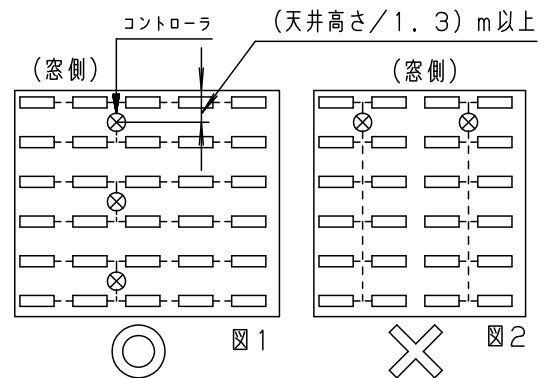 コントローラ
(天井高さ/1.3)m以上
(窓側)
(窓側)
図1
図2